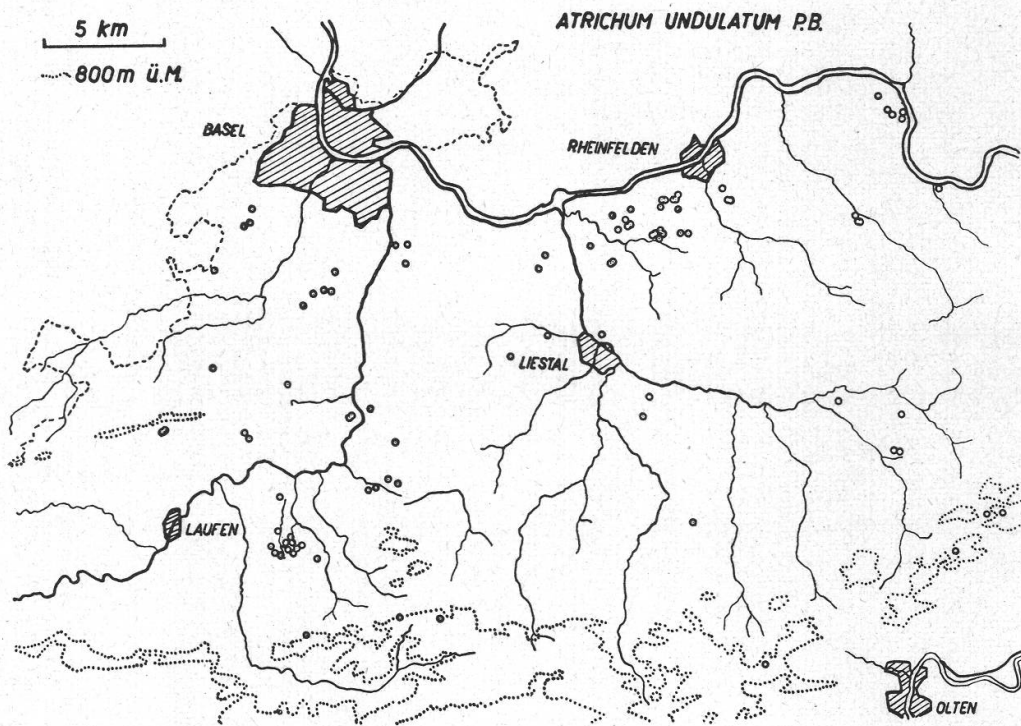 5 km
ATRICHUM UNDULATUM P.B.
800m ü.M.
BASEL
RHEINFELDEN
LIESTAL
LAUFEN
OLTEN